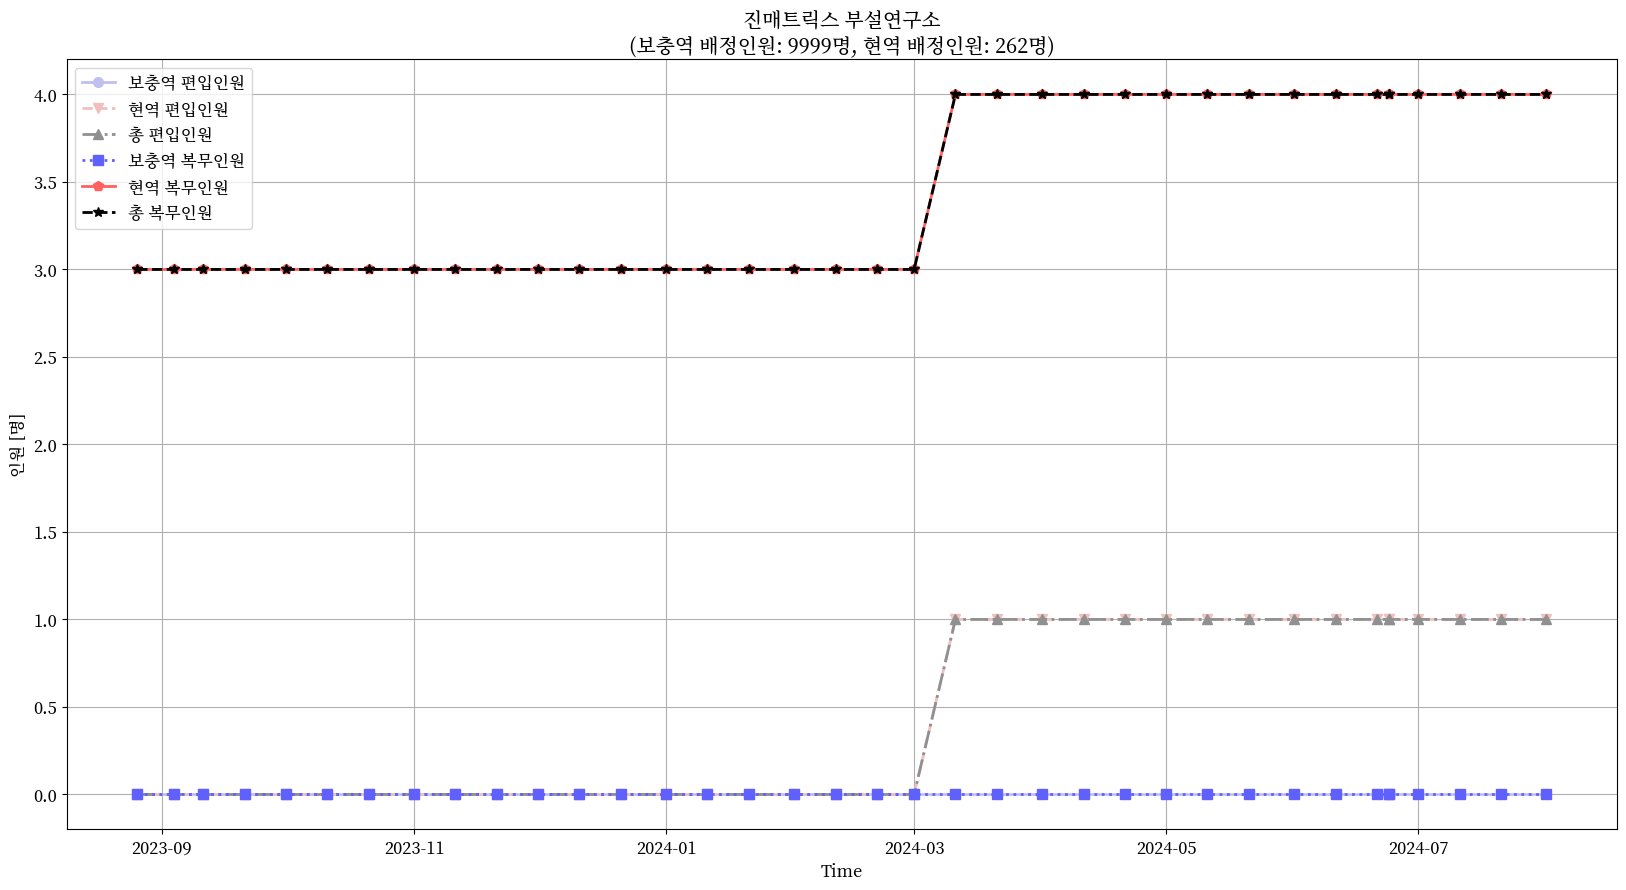 진매트릭스 부설연구소
(보충역 배정인원: 9999명, 현역 배정인원: 262명)
보충역 편입인원
현역 편입인원
총 편입인원
보충역 복무인원
현역 복무인원
총 복무인원
4.0
3.5
3.0
2.5
2.0
1.5
1.0
0.5
0.0
인원 [명]
2023-09
2023-11
2024-01
2024-03
2024-05
2024-07
Time